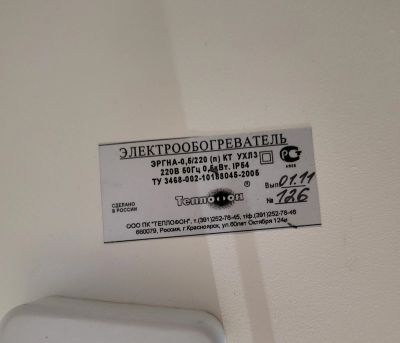 ЭЛЕКТРООБОГРЕВАТЕЛЬ
ЭРГНА-0,5/220 (п) КТ УХЛ3
220В 50Гц 0,5кВт. IP54
ТУ 3468-002-10188045-2005
Вып 01.11
Теплофон
№ 126
СДЕЛАНО
В РОССИИ
ООО ПК "ТЕПЛОФОН", т.(391)252-78-45, т/ф.(391)252-78-46
660079, Россия, г.Красноярск, ул 60лет Октября 124и